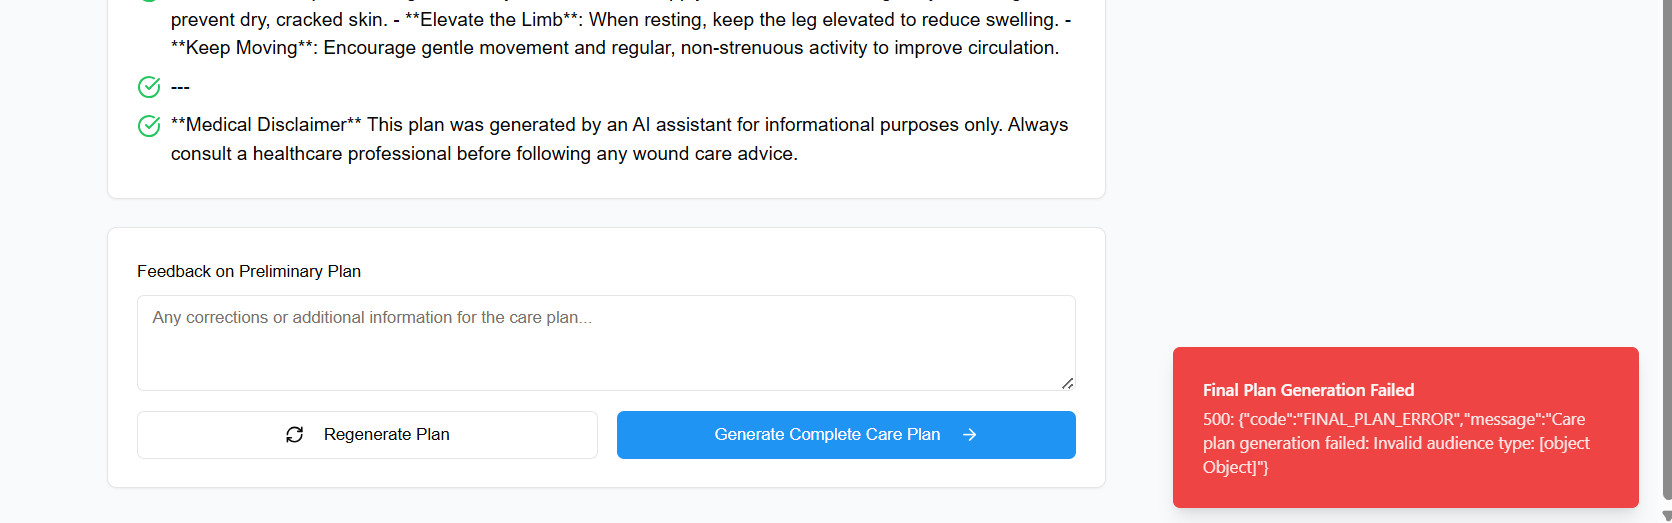 prevent dry, cracked skin. - **Elevate the Limb**: When resting, keep the leg elevated to reduce swelling. -
**Keep Moving**: Encourage gentle movement and regular, non-strenuous activity to improve circulation.
---
**Medical Disclaimer** This plan was generated by an AI assistant for informational purposes only. Always
consult a healthcare professional before following any wound care advice.
Feedback on Preliminary Plan
Any corrections or additional information for the care plan...
Regenerate Plan
Generate Complete Care Plan
Final Plan Generation Failed
500: {"code":"FINAL_PLAN_ERROR","message":"Care
plan generation failed: Invalid audience type: [object
Object]"}